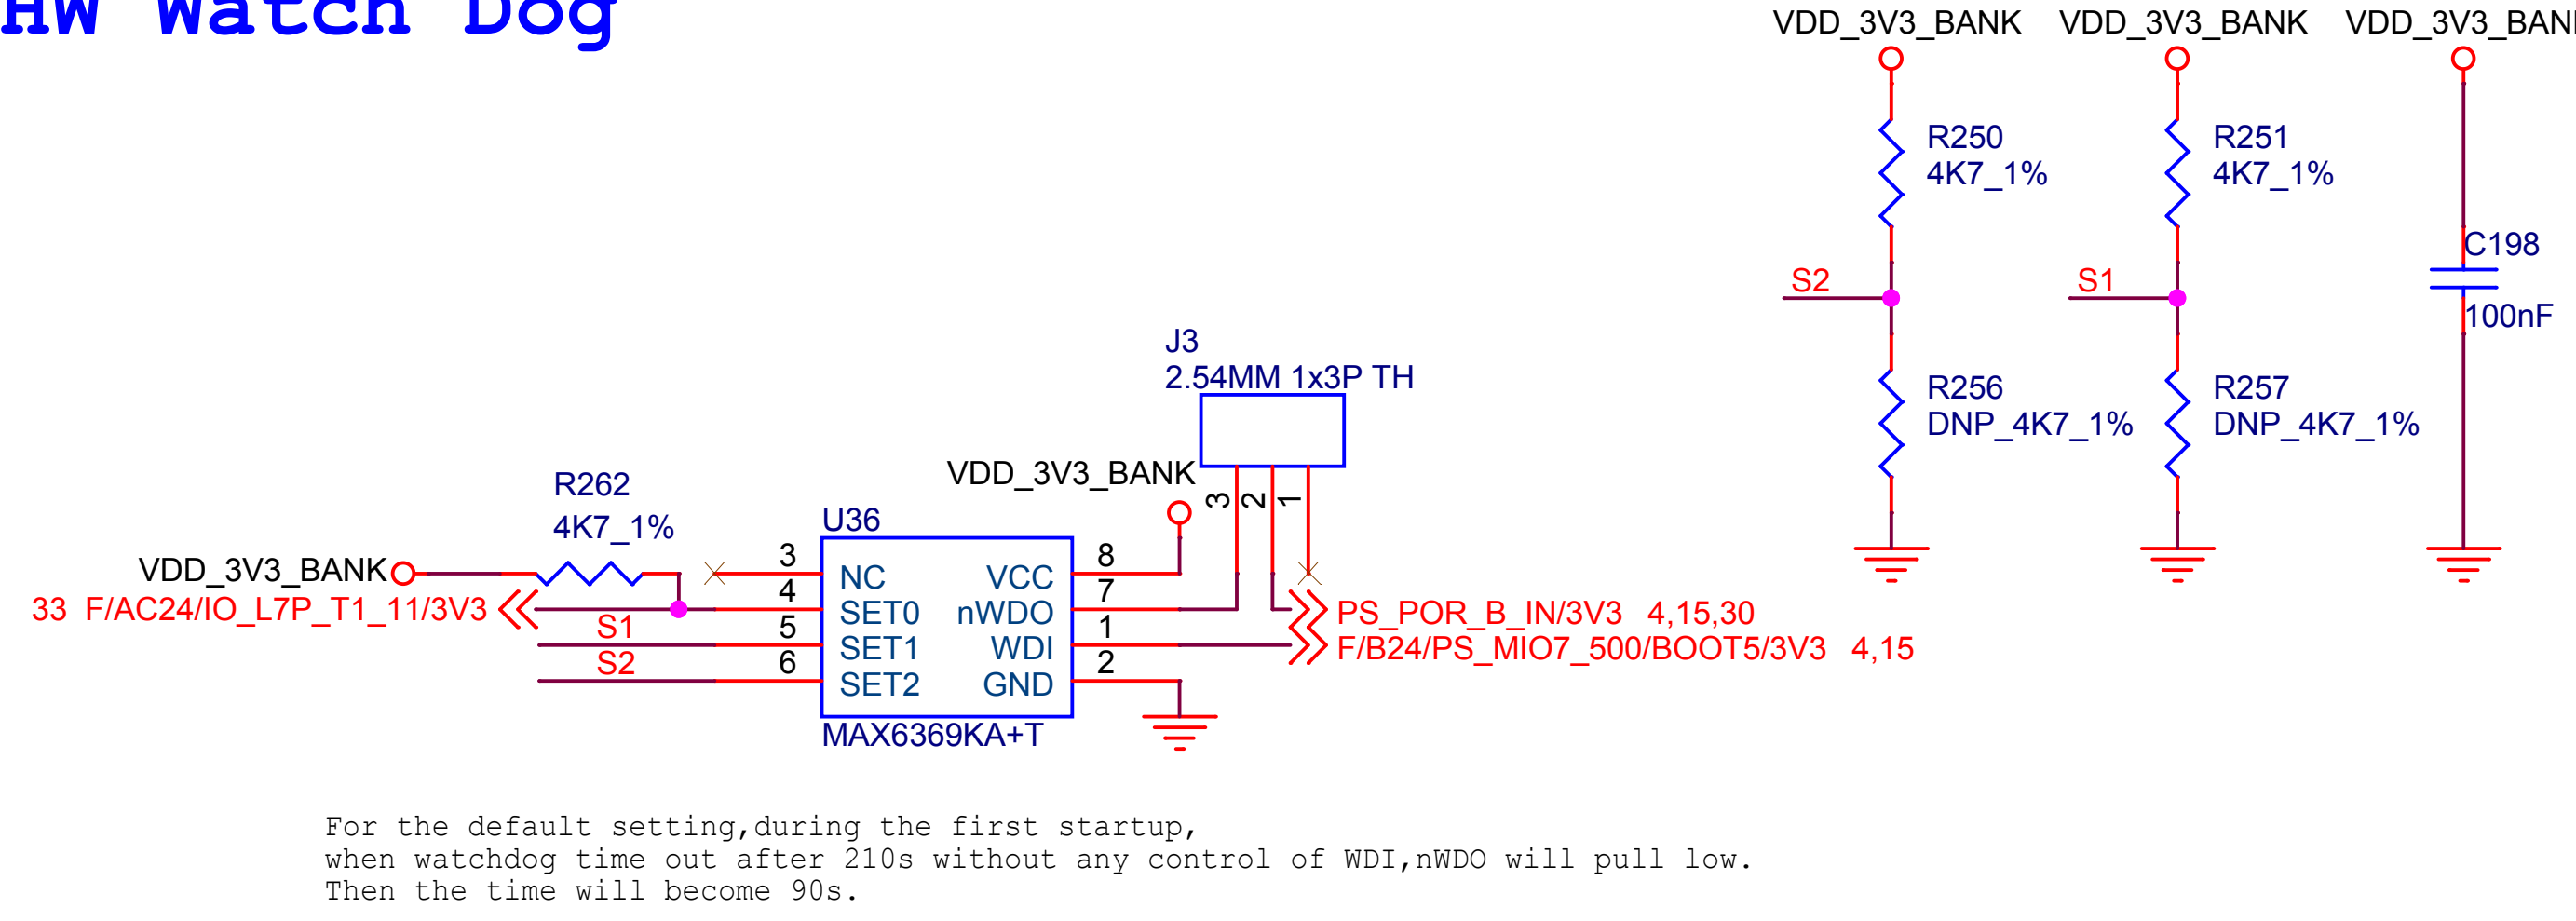 HW Watch Dog
VDD_3V3_BANK VDD_3V3_BANK VDD_3V3_BAN
R250
4K7_1%
R251
4K7_1%
C198
100nF
S2
S1
R256
DNP_4K7_1%
R257
DNP_4K7_1%
J3
2.54MM 1x3P TH
3 2 1
VDD_3V3_BANK
R262
4K7_1%
VDD_3V3_BANK
33 F/AC24/IO_L7P_T1_11/3V3
S1
S2
U36
3 NC VCC 8
4 SET0 nWDO 7
5 SET1 WDI 1
6 SET2 GND 2
MAX6369KA+T
PS_POR_B_IN/3V3 4,15,30
F/B24/PS_MIO7_500/BOOT5/3V3 4,15
For the default setting,during the first startup,
when watchdog time out after 210s without any control of WDI,nWDO will pull low.
Then the time will become 90s.